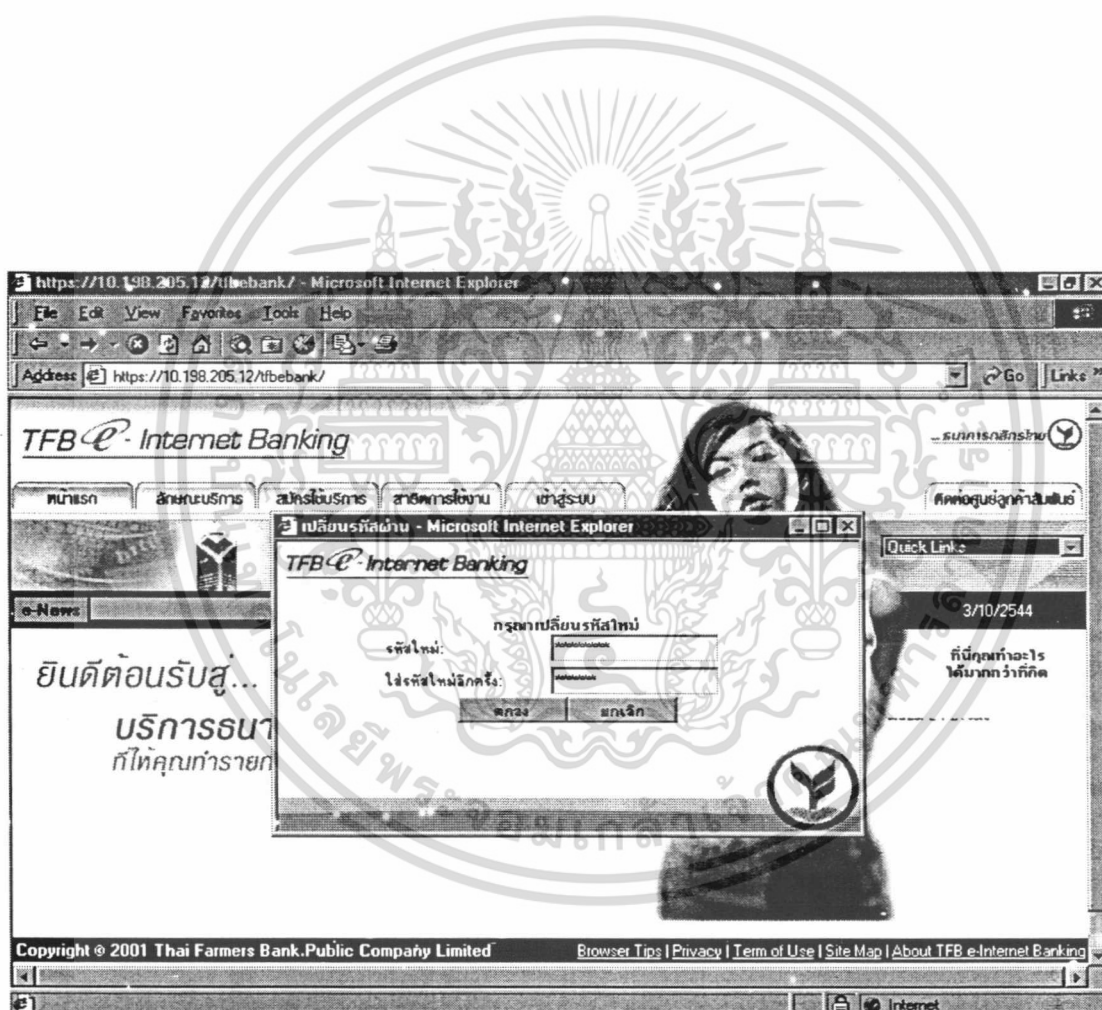 https://10.198.205.12/tfbebank/ - Microsoft Internet Explorer
File Edit View Favorites Tools Help
Address https://10.198.205.12/tfbebank/ Go Links »
TFB e - Internet Banking
ธนาคารกสิกรไทย
หน้าแรก ลักษณะบริการ สมัครใช้บริการ สาธิตการใช้งาน เข้าสู่ระบบ ติดต่อศูนย์ลูกค้าสัมพันธ์
Quick Links
e-News
3/10/2544
ยินดีต้อนรับสู่...
บริการธนา
ที่ให้คุณทำราย
ที่นี่คุณทำอะไร
ได้มากกว่าที่คิด
เปลี่ยนรหัสผ่าน - Microsoft Internet Explorer
TFB e - Internet Banking
กรุณาเปลี่ยนรหัสใหม่
รหัสใหม่:
ใส่รหัสใหม่อีกครั้ง:
ตกลง ยกเลิก
Copyright © 2001 Thai Farmers Bank.Public Company Limited
Browser Tips | Privacy | Term of Use | Site Map | About TFB e-Internet Banking
Internet